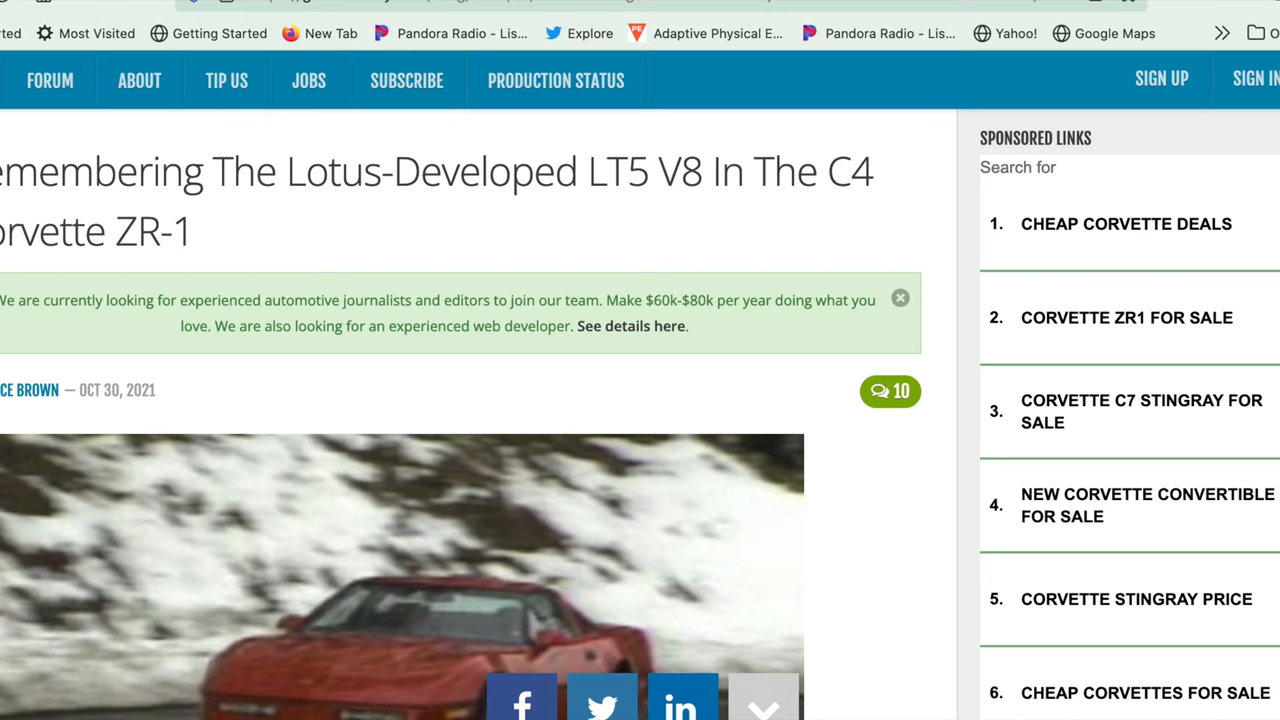 Most Visited Getting Started New Tab Pandora Radio - Lis... Explore Adaptive Physical E... Pandora Radio - Lis... Yahoo! Google Maps
FORUM ABOUT TIP US JOBS SUBSCRIBE PRODUCTION STATUS SIGN UP SIGN IN
emembering The Lotus-Developed LT5 V8 In The C4
orvette ZR-1
We are currently looking for experienced automotive journalists and editors to join our team. Make $60k-$80k per year doing what you
love. We are also looking for an experienced web developer. See details here.
CE BROWN — OCT 30, 2021
10
SPONSORED LINKS
Search for
1. CHEAP CORVETTE DEALS
2. CORVETTE ZR1 FOR SALE
3. CORVETTE C7 STINGRAY FOR
SALE
4. NEW CORVETTE CONVERTIBLE
FOR SALE
5. CORVETTE STINGRAY PRICE
6. CHEAP CORVETTES FOR SALE